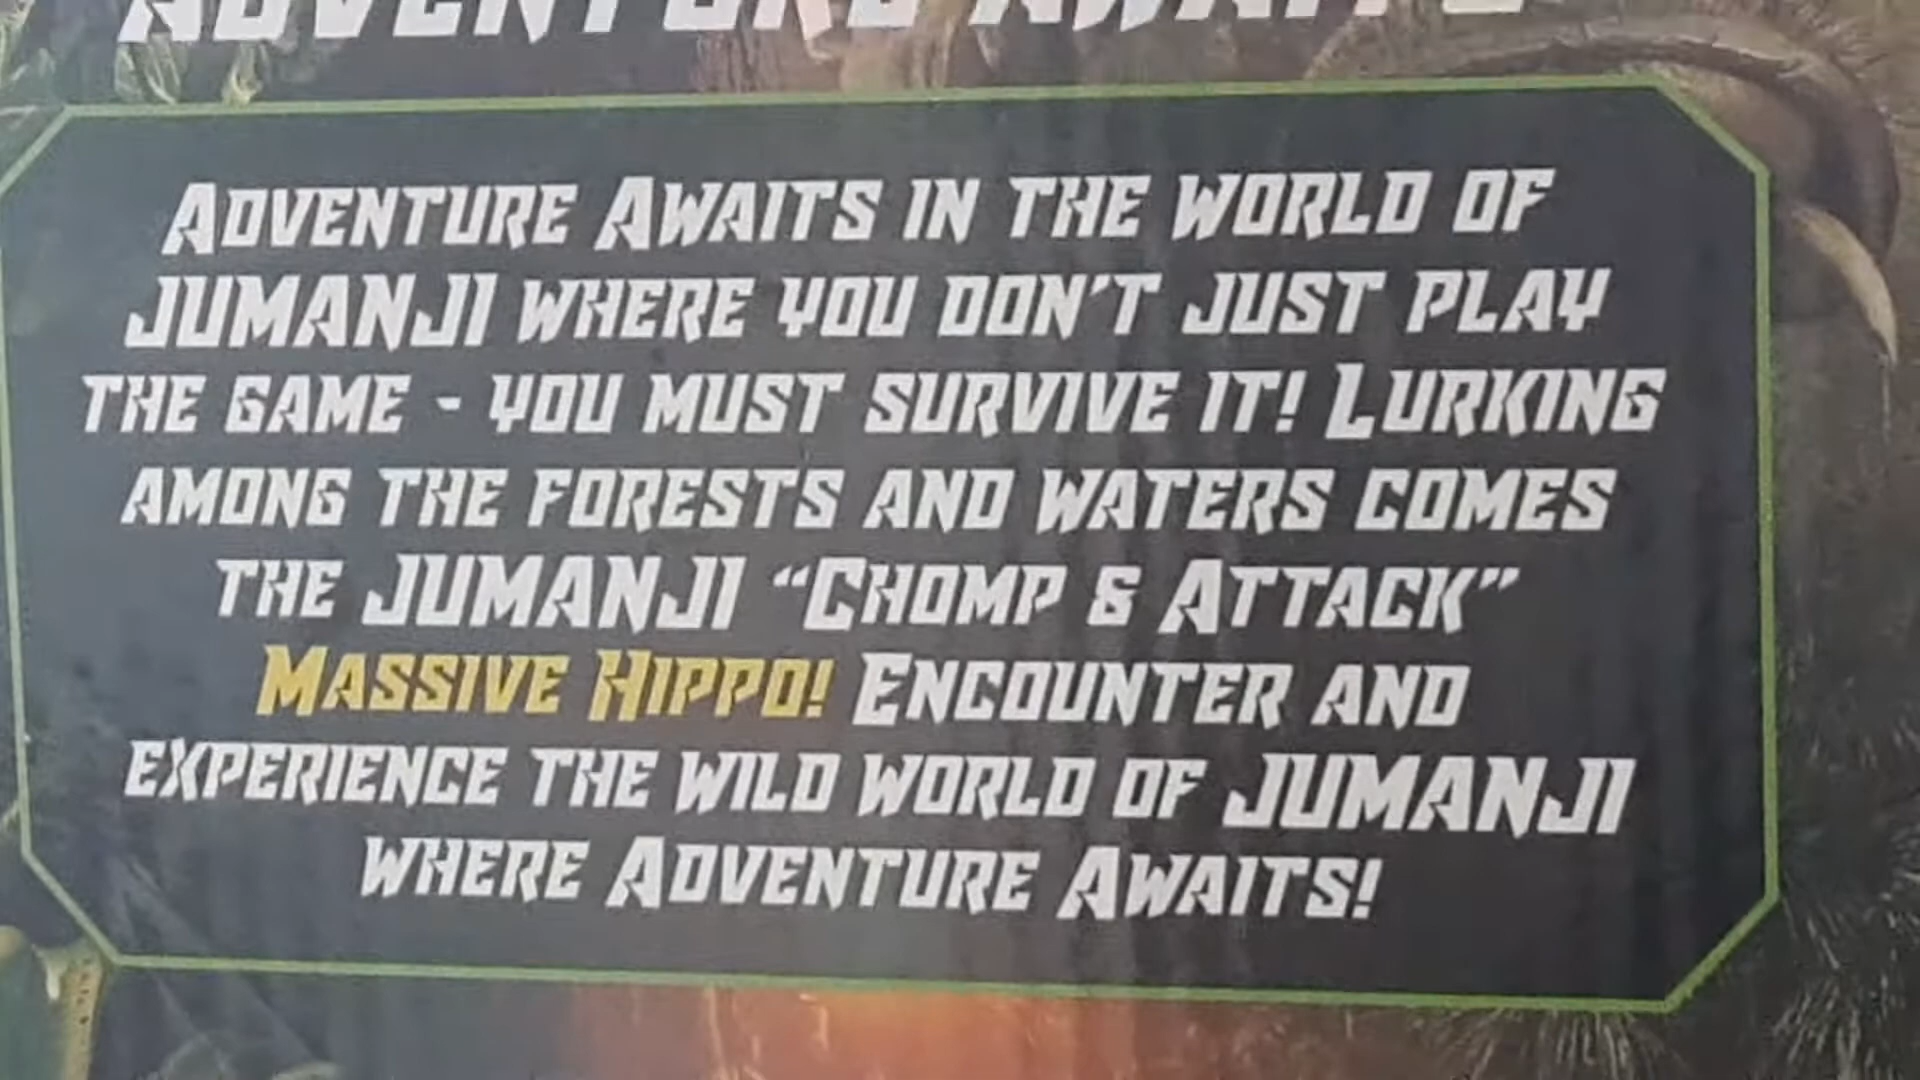 ADVENTURE AWAITS
ADVENTURE AWAITS IN THE WORLD OF
JUMANJI WHERE YOU DON'T JUST PLAY
THE GAME - YOU MUST SURVIVE IT! LURKING
AMONG THE FORESTS AND WATERS COMES
THE JUMANJI “CHOMP & ATTACK”
MASSIVE HIPPO! ENCOUNTER AND
EXPERIENCE THE WILD WORLD OF JUMANJI
WHERE ADVENTURE AWAITS!